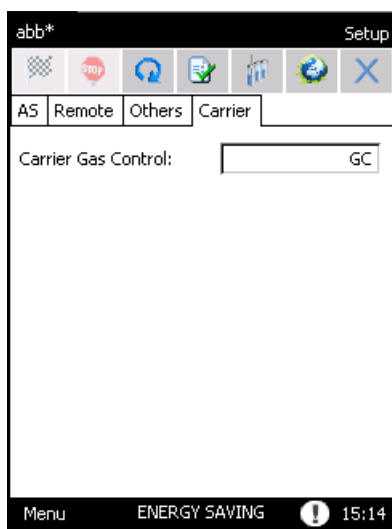 abb* Setup
STOP
AS Remote Others Carrier
Carrier Gas Control: GC
Menu ENERGY SAVING ! 15:14